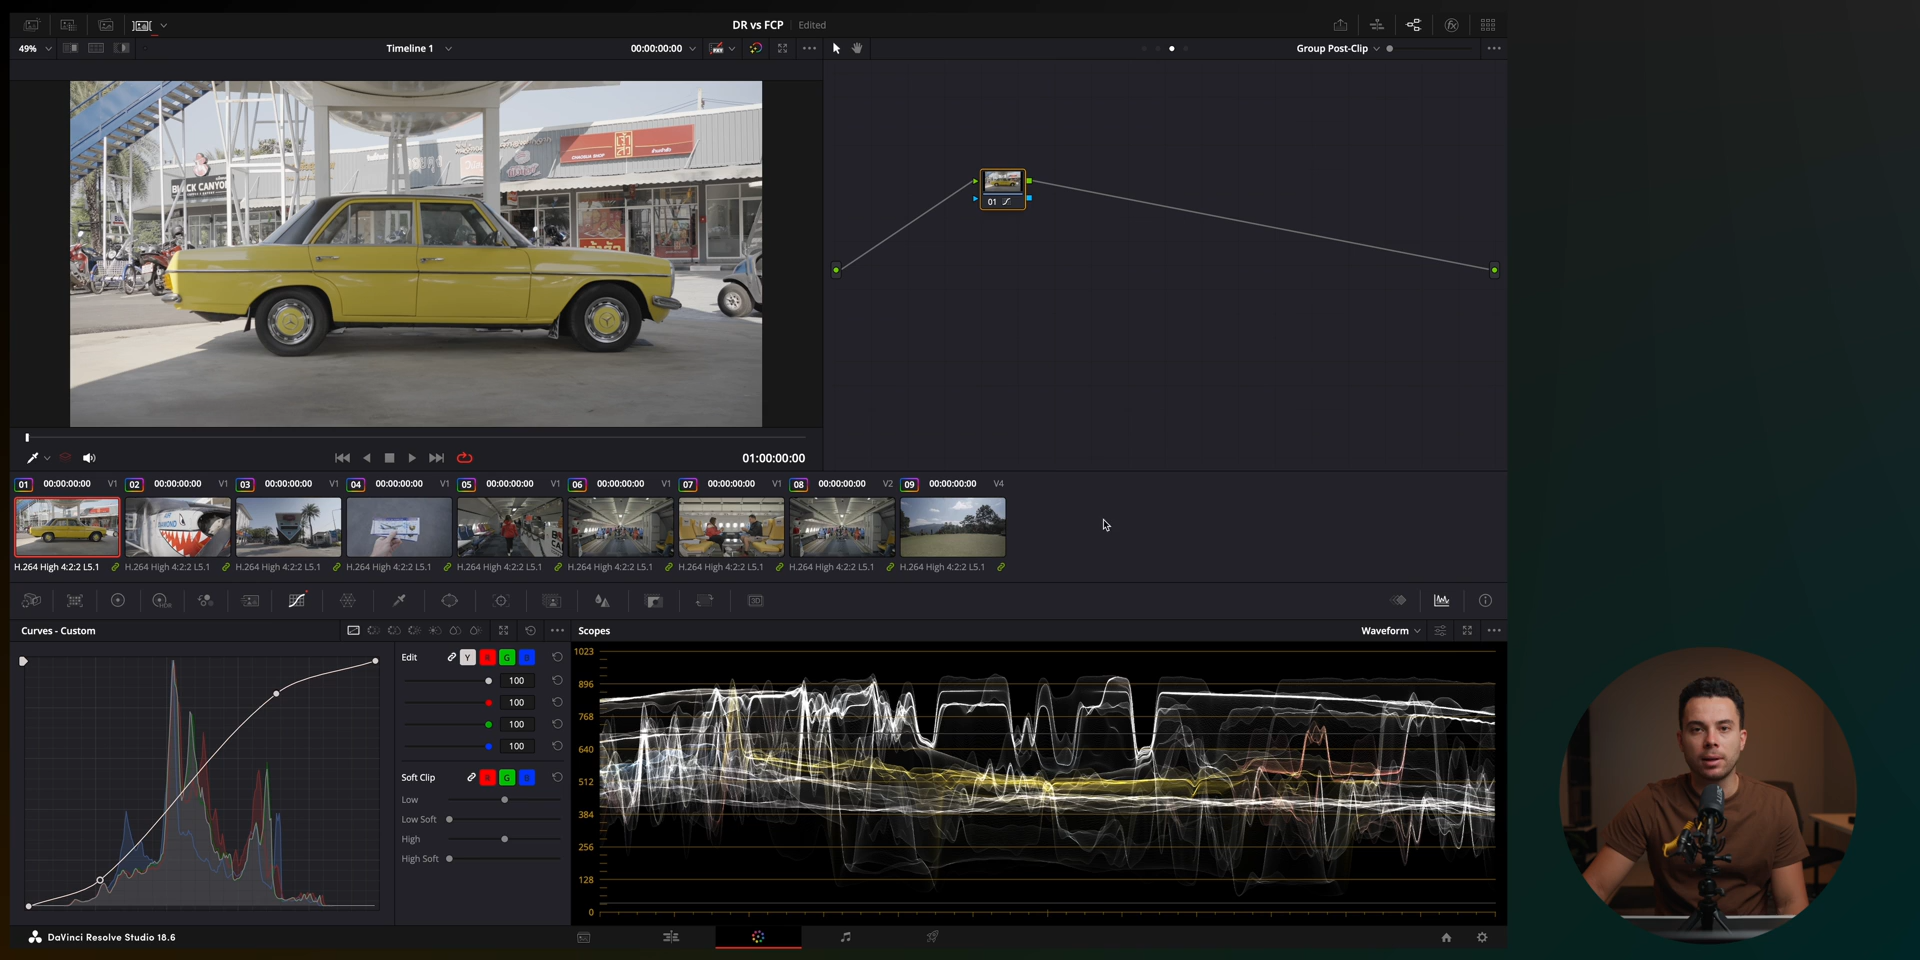 DR vs FCP Edited
49% Timeline 1 00:00:00:00 Group Post-Clip
BLACK CANYON
CHAOSUA SHOP
01
01:00:00:00
01 00:00:00:00 V1 02 00:00:00:00 V1 03 00:00:00:00 V1 04 00:00:00:00 V1 05 00:00:00:00 V1 06 00:00:00:00 V1 07 00:00:00:00 V1 08 00:00:00:00 V2 09 00:00:00:00 V4
H.264 High 4:2:2 L5.1 H.264 High 4:2:2 L5.1 H.264 High 4:2:2 L5.1 H.264 High 4:2:2 L5.1 H.264 High 4:2:2 L5.1 H.264 High 4:2:2 L5.1 H.264 High 4:2:2 L5.1 H.264 High 4:2:2 L5.1 H.264 High 4:2:2 L5.1
Curves - Custom
Edit Y R G B
100
100
100
100
Soft Clip R G B
Low
Low Soft
High
High Soft
Scopes Waveform
1023
896
768
640
512
384
256
128
0
DaVinci Resolve Studio 18.6